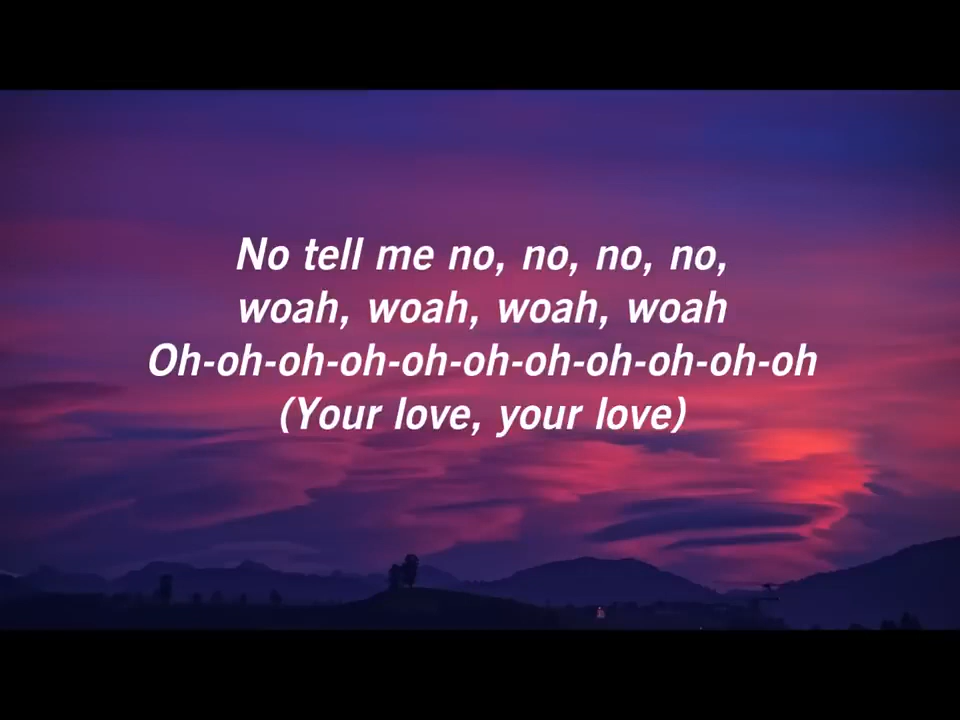 No tell me no, no, no, no,
woah, woah, woah, woah
Oh-oh-oh-oh-oh-oh-oh-oh-oh-oh-oh
(Your love, your love)